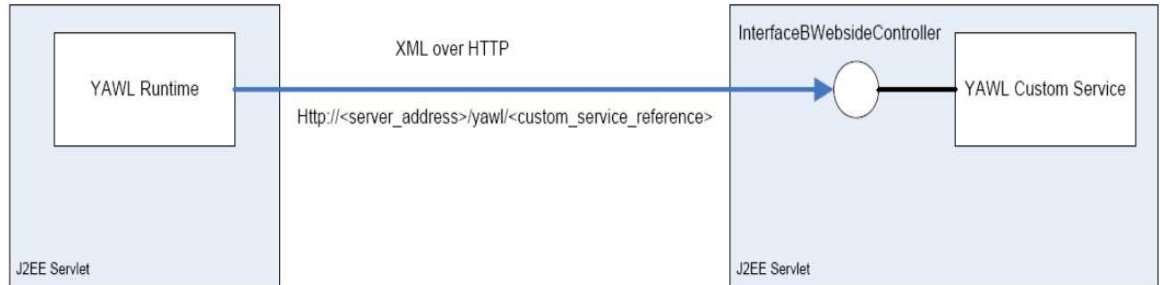 YAWL Runtime
J2EE Servlet
XML over HTTP
Http://<server_address>/yawl/<custom_service_reference>
InterfaceBWebsideController
YAWL Custom Service
J2EE Servlet